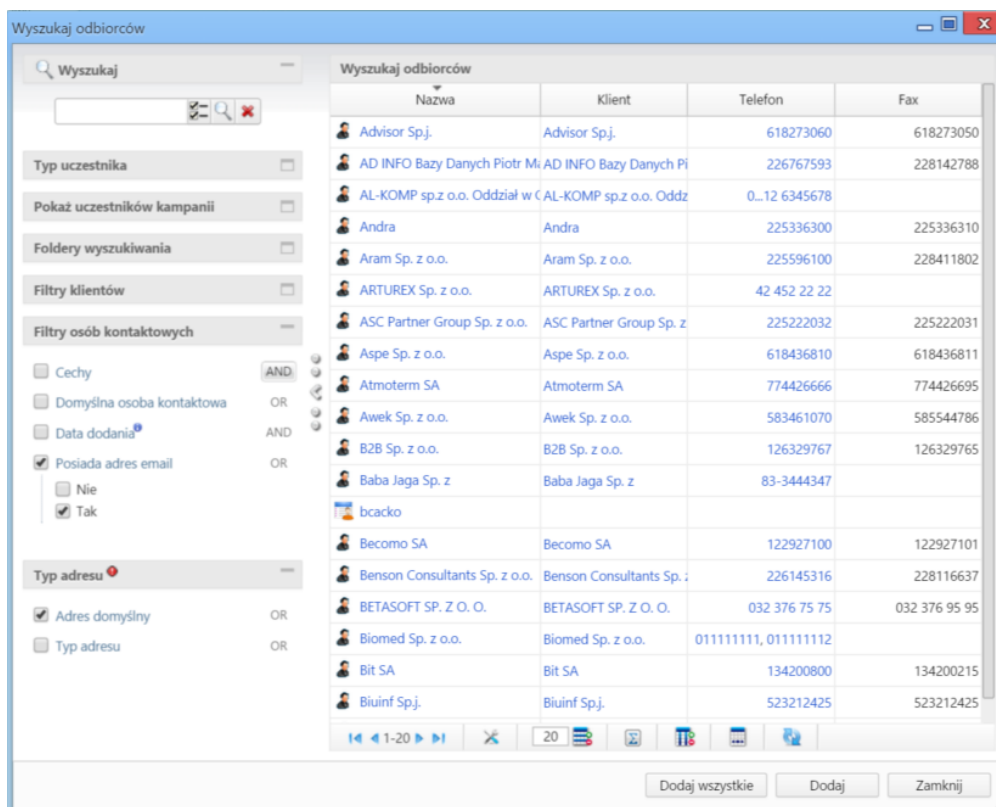 Wyszukaj odbiorców
Wyszukaj
Typ uczestnika
Pokaż uczestników kampanii
Foldery wyszukiwania
Filtry klientów
Filtry osób kontaktowych
Cechy AND
Domyślna osoba kontaktowa OR
Data dodania AND
Posiada adres email OR
Nie
Tak
Typ adresu
Adres domyślny OR
Typ adresu OR
Wyszukaj odbiorców
Nazwa Klient Telefon Fax
Advisor Sp.j. Advisor Sp.j. 618273060 618273050
AD INFO Bazy Danych Piotr AD INFO Bazy Danych Pi 226767593 228142788
AL-KOMP sp.z o.o. Oddział w AL-KOMP sp.z o.o. Oddz 0...12 6345678
Andra Andra 225336300 225336310
Aram Sp. z o.o. Aram Sp. z o.o. 225596100 228411802
ARTUREX Sp. z o.o. ARTUREX Sp. z o.o. 42 452 22 22
ASC Partner Group Sp. z o.o. ASC Partner Group Sp. z 225222032 225222031
Aspe Sp. z o.o. Aspe Sp. z o.o. 618436810 618436811
Atmoterm SA Atmoterm SA 774426666 774426695
Awek Sp. z o.o. Awek Sp. z o.o. 583461070 585544786
B2B Sp. z o.o. B2B Sp. z o.o. 126329767 126329765
Baba Jaga Sp. z Baba Jaga Sp. z 83-3444347
bcacko
Becomo SA Becomo SA 122927100 122927101
Benson Consultants Sp. z o.o. Benson Consultants Sp. 226145316 228116637
BETASOFT SP. Z O. O. BETASOFT SP. Z O. O. 032 376 75 75 032 376 95 95
Biomed Sp. z o.o. Biomed Sp. z o.o. 011111111, 011111112
Bit SA Bit SA 134200800 134200215
Biuinf Sp.j. Biuinf Sp.j. 523212425 523212425
1-20 20
Dodaj wszystkie Dodaj Zamknij